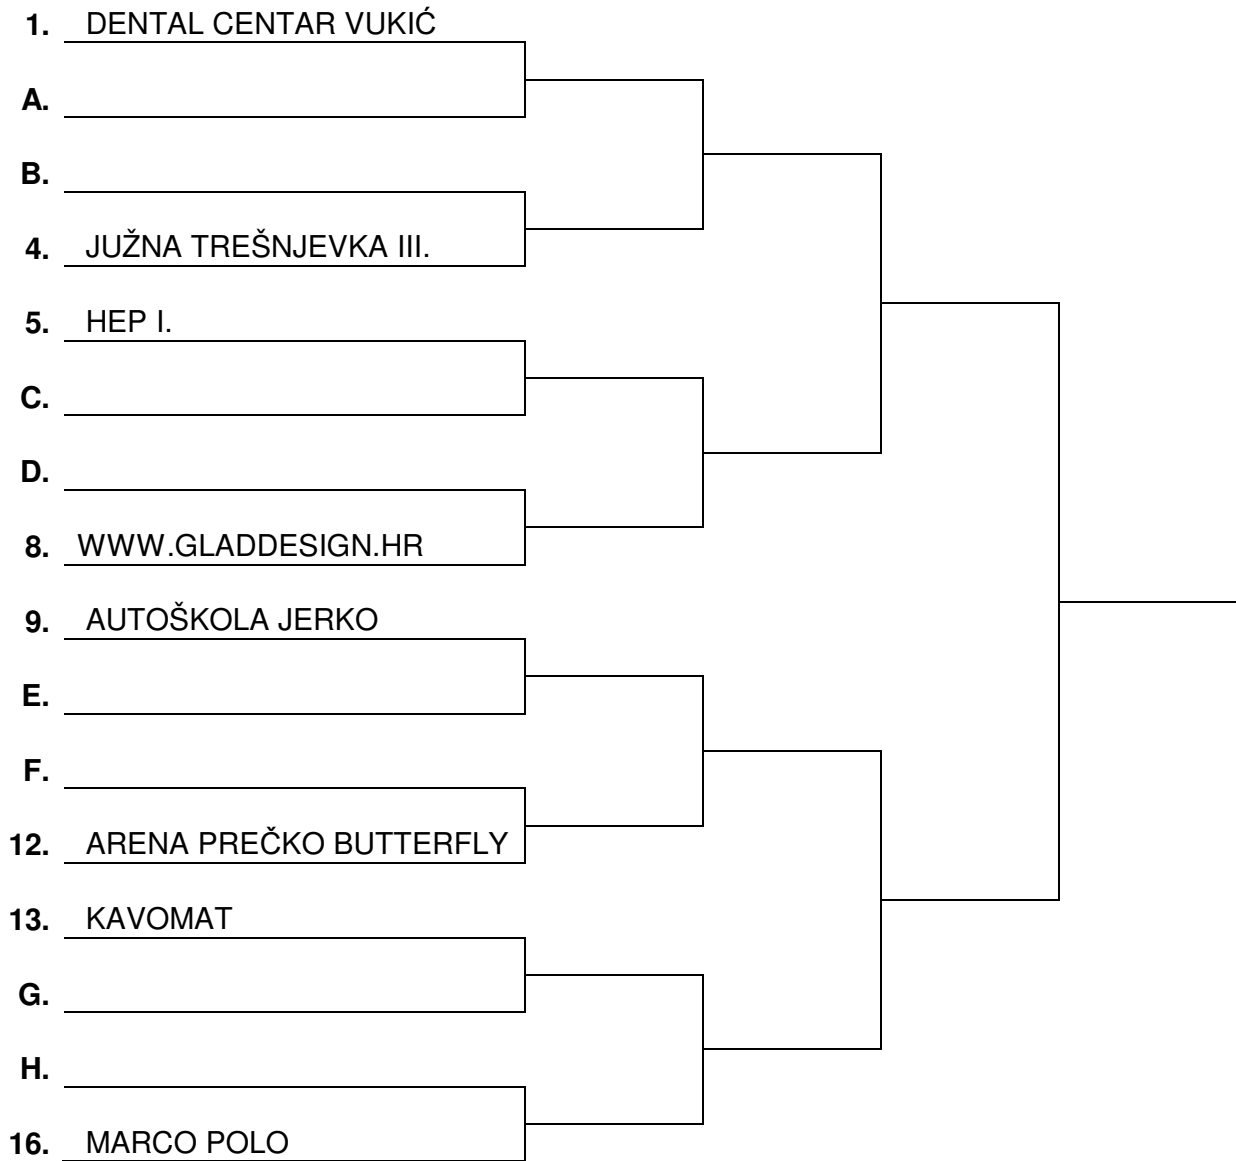 1. DENTAL CENTAR VUKIĆ
A.
B.
4. JUŽNA TREŠNJEVKA III.
5. HEP I.
C.
D.
8. WWW.GLADDESIGN.HR
9. AUTOŠKOLA JERKO
E.
F.
12. ARENA PREČKO BUTTERFLY
13. KAVOMAT
G.
H.
16. MARCO POLO